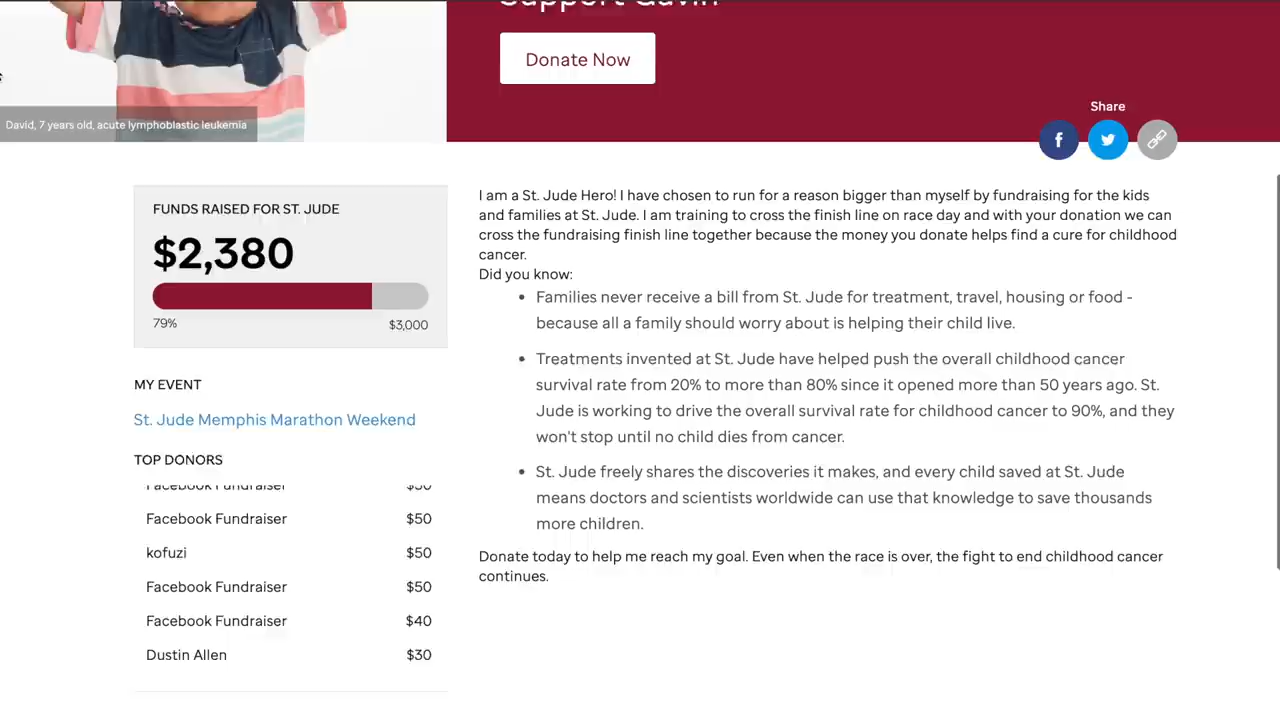 Support Gavin
Donate Now
Share
David, 7 years old, acute lymphoblastic leukemia
FUNDS RAISED FOR ST. JUDE
$2,380
79%
$3,000
MY EVENT
St. Jude Memphis Marathon Weekend
TOP DONORS
Facebook Fundraiser $50
Facebook Fundraiser $50
kofuzi $50
Facebook Fundraiser $50
Facebook Fundraiser $40
Dustin Allen $30
I am a St. Jude Hero! I have chosen to run for a reason bigger than myself by fundraising for the kids
and families at St. Jude. I am training to cross the finish line on race day and with your donation we can
cross the fundraising finish line together because the money you donate helps find a cure for childhood
cancer.
Did you know:
• Families never receive a bill from St. Jude for treatment, travel, housing or food -
because all a family should worry about is helping their child live.
• Treatments invented at St. Jude have helped push the overall childhood cancer
survival rate from 20% to more than 80% since it opened more than 50 years ago. St.
Jude is working to drive the overall survival rate for childhood cancer to 90%, and they
won't stop until no child dies from cancer.
• St. Jude freely shares the discoveries it makes, and every child saved at St. Jude
means doctors and scientists worldwide can use that knowledge to save thousands
more children.
Donate today to help me reach my goal. Even when the race is over, the fight to end childhood cancer
continues.